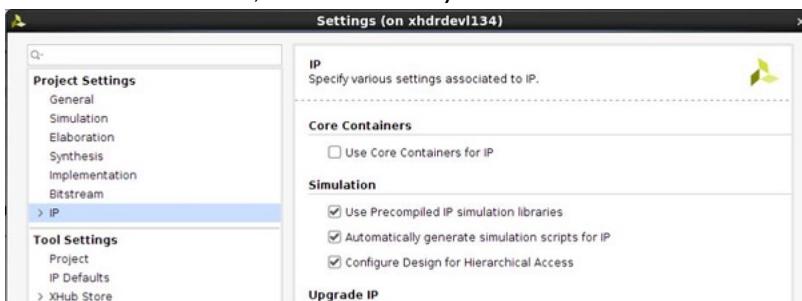 Settings (on xhdrdevl134)
Q-
Project Settings
General
Simulation
Elaboration
Synthesis
Implementation
Bitstream
> IP
Tool Settings
Project
IP Defaults
> XHub Store
IP
Specify various settings associated to IP.
Core Containers
Use Core Containers for IP
Simulation
Use Precompiled IP simulation libraries
Automatically generate simulation scripts for IP
Configure Design for Hierarchical Access
Upgrade IP